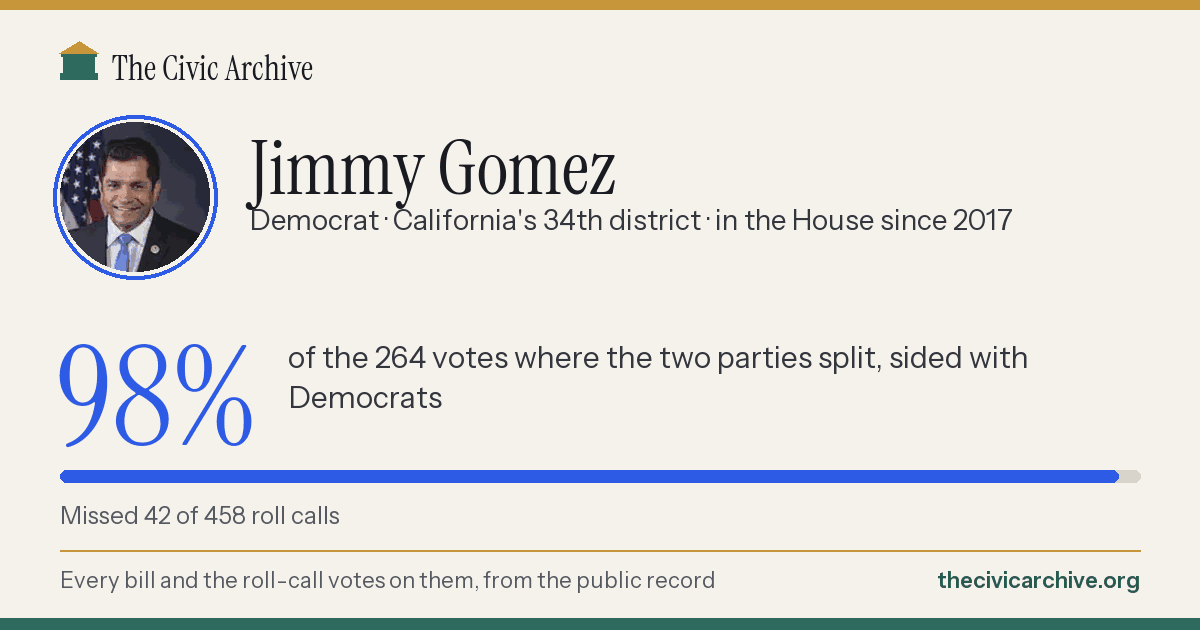 The Civic Archive
Jimmy Gomez
Democrat · California's 34th district · in the House since 2017
98%
of the 264 votes where the two parties split, sided with
Democrats
Missed 42 of 458 roll calls
Every bill and the roll-call votes on them, from the public record
thecivicarchive.org